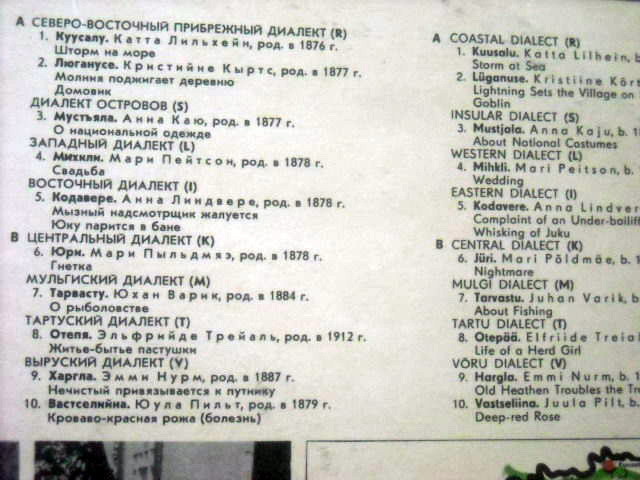 A СЕВЕРО-ВОСТОЧНЫЙ ПРИБРЕЖНЫЙ ДИАЛЕКТ (R)
1. Куусалу. Катта Лильхейн, род. в 1876 г.
Шторм на море
2. Люганусе. Кристийне Кыртс, род. в 1877 г.
Молния поджигает деревню
Домовик
ДИАЛЕКТ ОСТРОВОВ (S)
3. Мустъяла. Анна Каю, род. в 1877 г.
О национальной одежде
ЗАПАДНЫЙ ДИАЛЕКТ (L)
4. Михкли. Мари Пейтсон, род. в 1878 г.
Свадьба
ВОСТОЧНЫЙ ДИАЛЕКТ (I)
5. Кодавере. Анна Линдвере, род. в 1878 г.
Мызный надсмотрщик жалуется
Юку парится в бане
B ЦЕНТРАЛЬНЫЙ ДИАЛЕКТ (K)
6. Юри. Мари Пыльдмяэ, род. в 1878 г.
Гнетка
МУЛЬГИСКИЙ ДИАЛЕКТ (M)
7. Тарвасту. Юхан Варик, род. в 1884 г.
О рыболовстве
ТАРТУСКИЙ ДИАЛЕКТ (T)
8. Отепя. Эльфрийде Трейаль, род. в 1912 г.
Житье-бытье пастушки
ВЫРУСКИЙ ДИАЛЕКТ (V)
9. Харгла. Эмми Нурм, род. в 1887 г.
Нечистый привязывается к путнику
10. Вастселийна. Юула Пильт, род. в 1879 г.
Кроваво-красная рожа (болезнь)
A COASTAL DIALECT (R)
1. Kuusalu. Katta Lilhein, b.
Storm at Sea
2. Lüganuse. Kristiine Kõrt
Lightning Sets the Village on
Goblin
INSULAR DIALECT (S)
3. Mustjala. Anna Kaju, b. 1
About National Costumes
WESTERN DIALECT (L)
4. Mihkli. Mari Peitson, b. 1
Wedding
EASTERN DIALECT (I)
5. Kodavere. Anna Lindver
Complaint of an Under-bailiff
Whisking of Juku
B CENTRAL DIALECT (K)
6. Jüri. Mari Põldmäe, b. 1
Nightmare
MULGI DIALECT (M)
7. Tarvastu. Juhan Varik, b.
About Fishing
TARTU DIALECT (T)
8. Otepää. Elfriide Treial
Life of a Herd Girl
VÕRU DIALECT (V)
9. Hargla. Emmi Nurm, b. 1
Old Heathen Troubles the Tr
10. Vastseliina. Juula Pilt, b.
Deep-red Rose